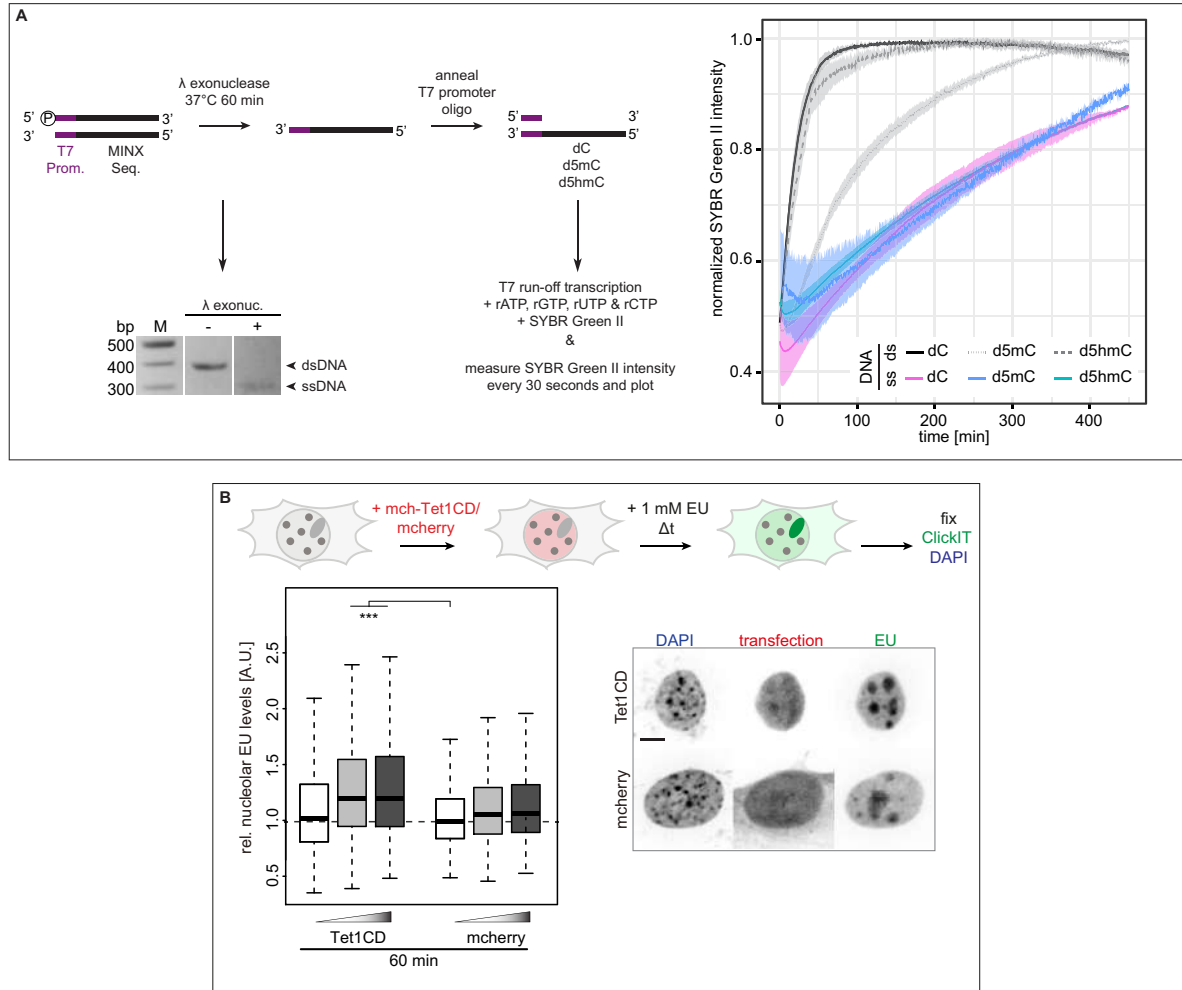 A
λ exonuclease
37°C 60 min
anneal
T7 promoter
oligo
5’ P 3’
3’ 5’
T7
Prom.
MINX
Seq.
3’ 5’
5’ 3’
3’ 5’
dC
d5mC
d5hmC
T7 run-off transcription
+ rATP, rGTP, rUTP & rCTP
+ SYBR Green II
&
measure SYBR Green II intensity
every 30 seconds and plot
λ exonuc.
bp M - +
500
400
300
dsDNA
ssDNA
normalized SYBR Green II intensity
1.0
0.8
0.6
0.4
0 100 200 300 400
time [min]
DNA
ds dC d5mC d5hmC
ss dC d5mC d5hmC
B
+ mch-Tet1CD/
mcherry
+ 1 mM EU
Δt
fix
ClickIT
DAPI
rel. nucleolar EU levels [A.U.]
2.5
2.0
1.5
1.0
0.5
***
Tet1CD mcherry
60 min
DAPI transfection EU
Tet1CD
mcherry